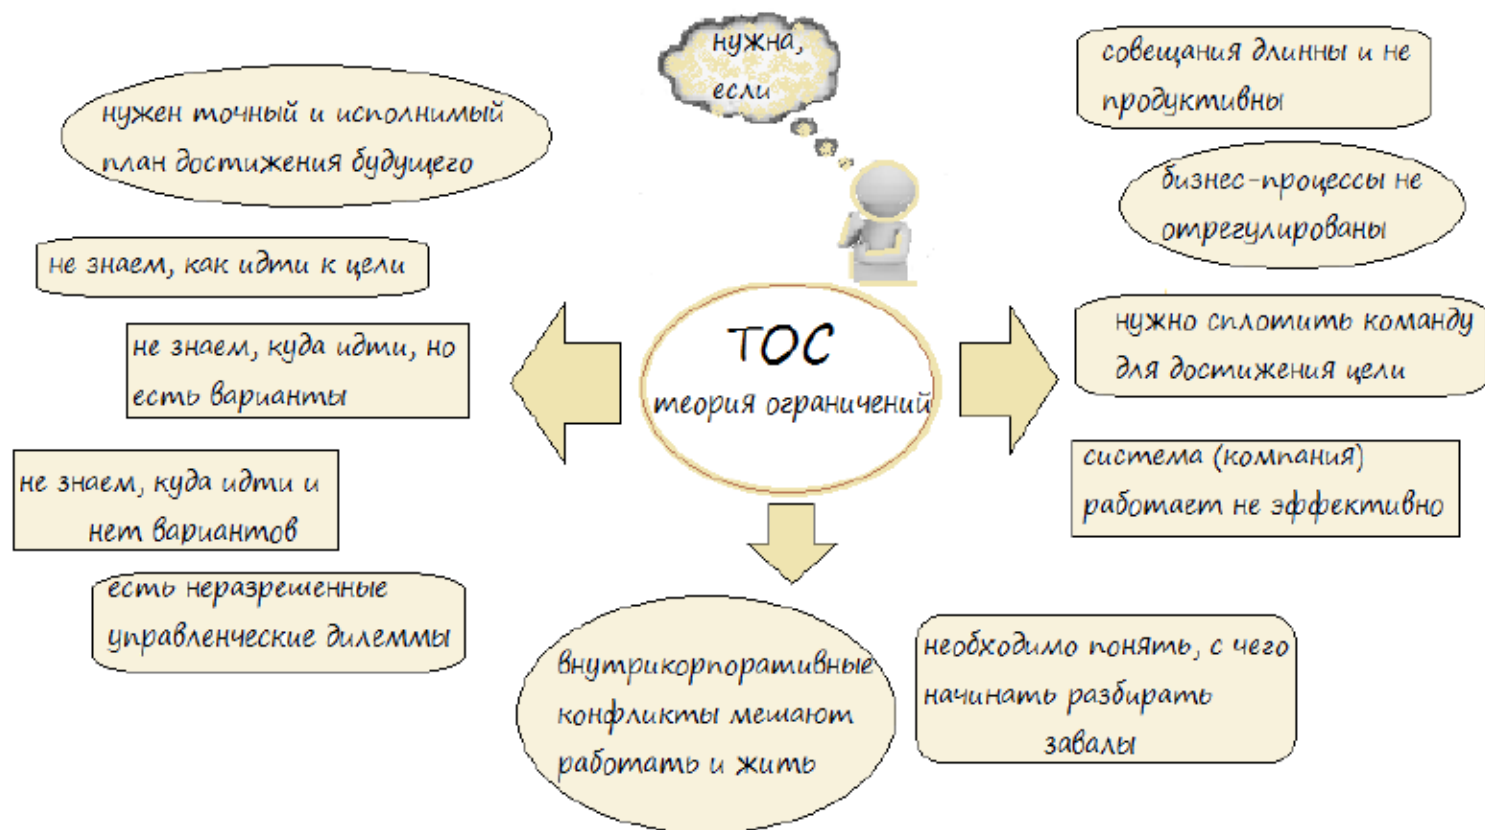 нужна,
если
ТОС
теория ограничений
нужен точный и исполнимый
план достижения будущего
не знаем, как идти к цели
не знаем, куда идти, но
есть варианты
не знаем, куда идти и
нет вариантов
есть неразрешенные
управленческие дилеммы
внутрикорпоративные
конфликты мешают
работать и жить
необходимо понять, с чего
начинать разбирать
завалы
совещания длинны и не
продуктивны
бизнес-процессы не
отрегулированы
нужно сплотить команду
для достижения цели
система (компания)
работает не эффективно